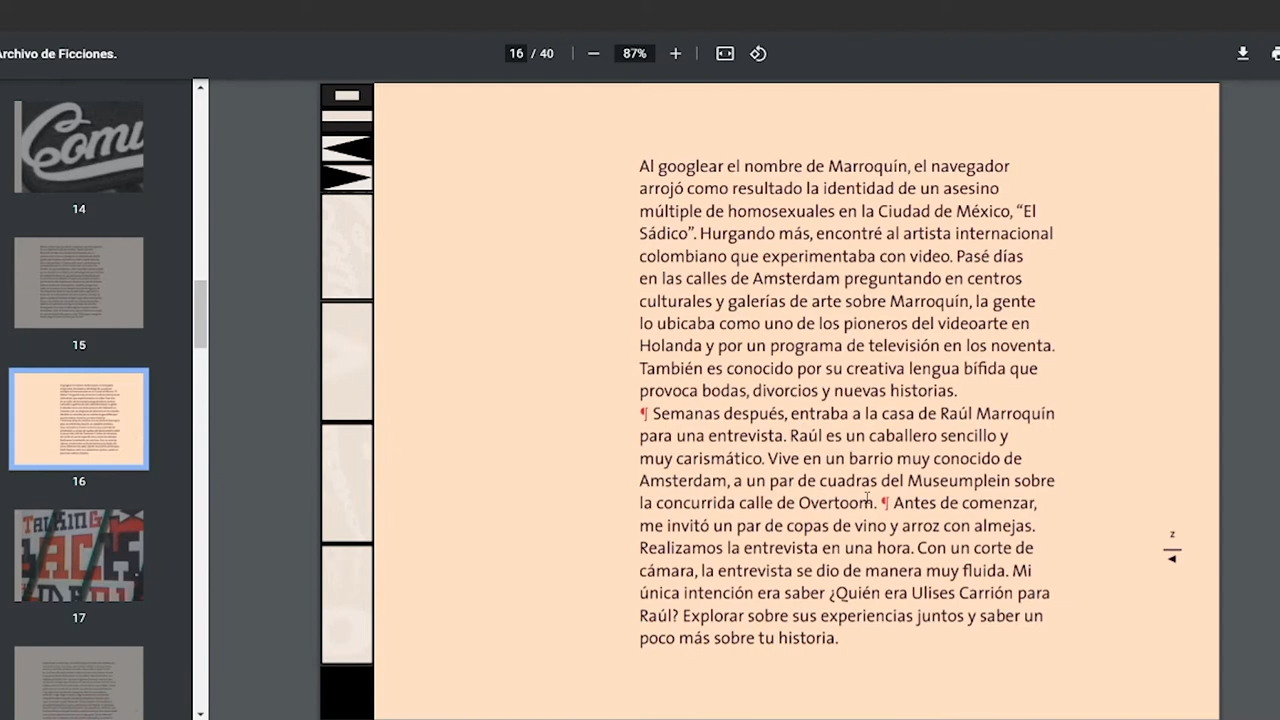 Archivo de Ficciones.
16 / 40
87%
14
15
16
17
Al googlear el nombre de Marroquín, el navegador
arrojó como resultado la identidad de un asesino
múltiple de homosexuales en la Ciudad de México, “El
Sádico”. Hurgando más, encontré al artista internacional
colombiano que experimentaba con video. Pasé días
en las calles de Amsterdam preguntando en centros
culturales y galerías de arte sobre Marroquín, la gente
lo ubicaba como uno de los pioneros del videoarte en
Holanda y por un programa de televisión en los noventa.
También es conocido por su creativa lengua bífida que
provoca bodas, divorcios y nuevas historias.
¶ Semanas después, entraba a la casa de Raúl Marroquín
para una entrevista. Raúl es un caballero sencillo y
muy carismático. Vive en un barrio muy conocido de
Amsterdam, a un par de cuadras del Museumplein sobre
la concurrida calle de Overtoom. ¶ Antes de comenzar,
me invitó un par de copas de vino y arroz con almejas.
Realizamos la entrevista en una hora. Con un corte de
cámara, la entrevista se dio de manera muy fluida. Mi
única intención era saber ¿Quién era Ulises Carrión para
Raúl? Explorar sobre sus experiencias juntos y saber un
poco más sobre tu historia.
z